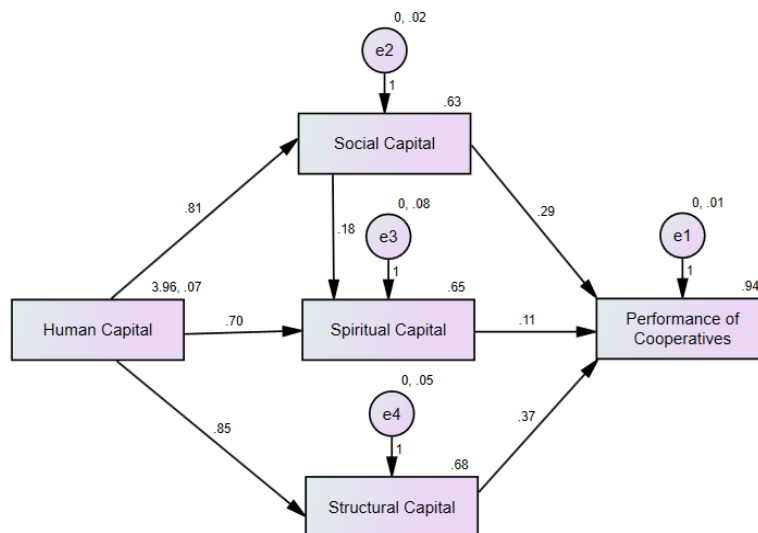 0, .02
e2
1
.63
Social Capital
.81
.18
0, .08
e3
1
.29
0, .01
e1
1
3.96, .07
.65
.94
Human Capital
.70
Spiritual Capital
.11
Performance of
Cooperatives
0, .05
e4
1
.85
.37
.68
Structural Capital